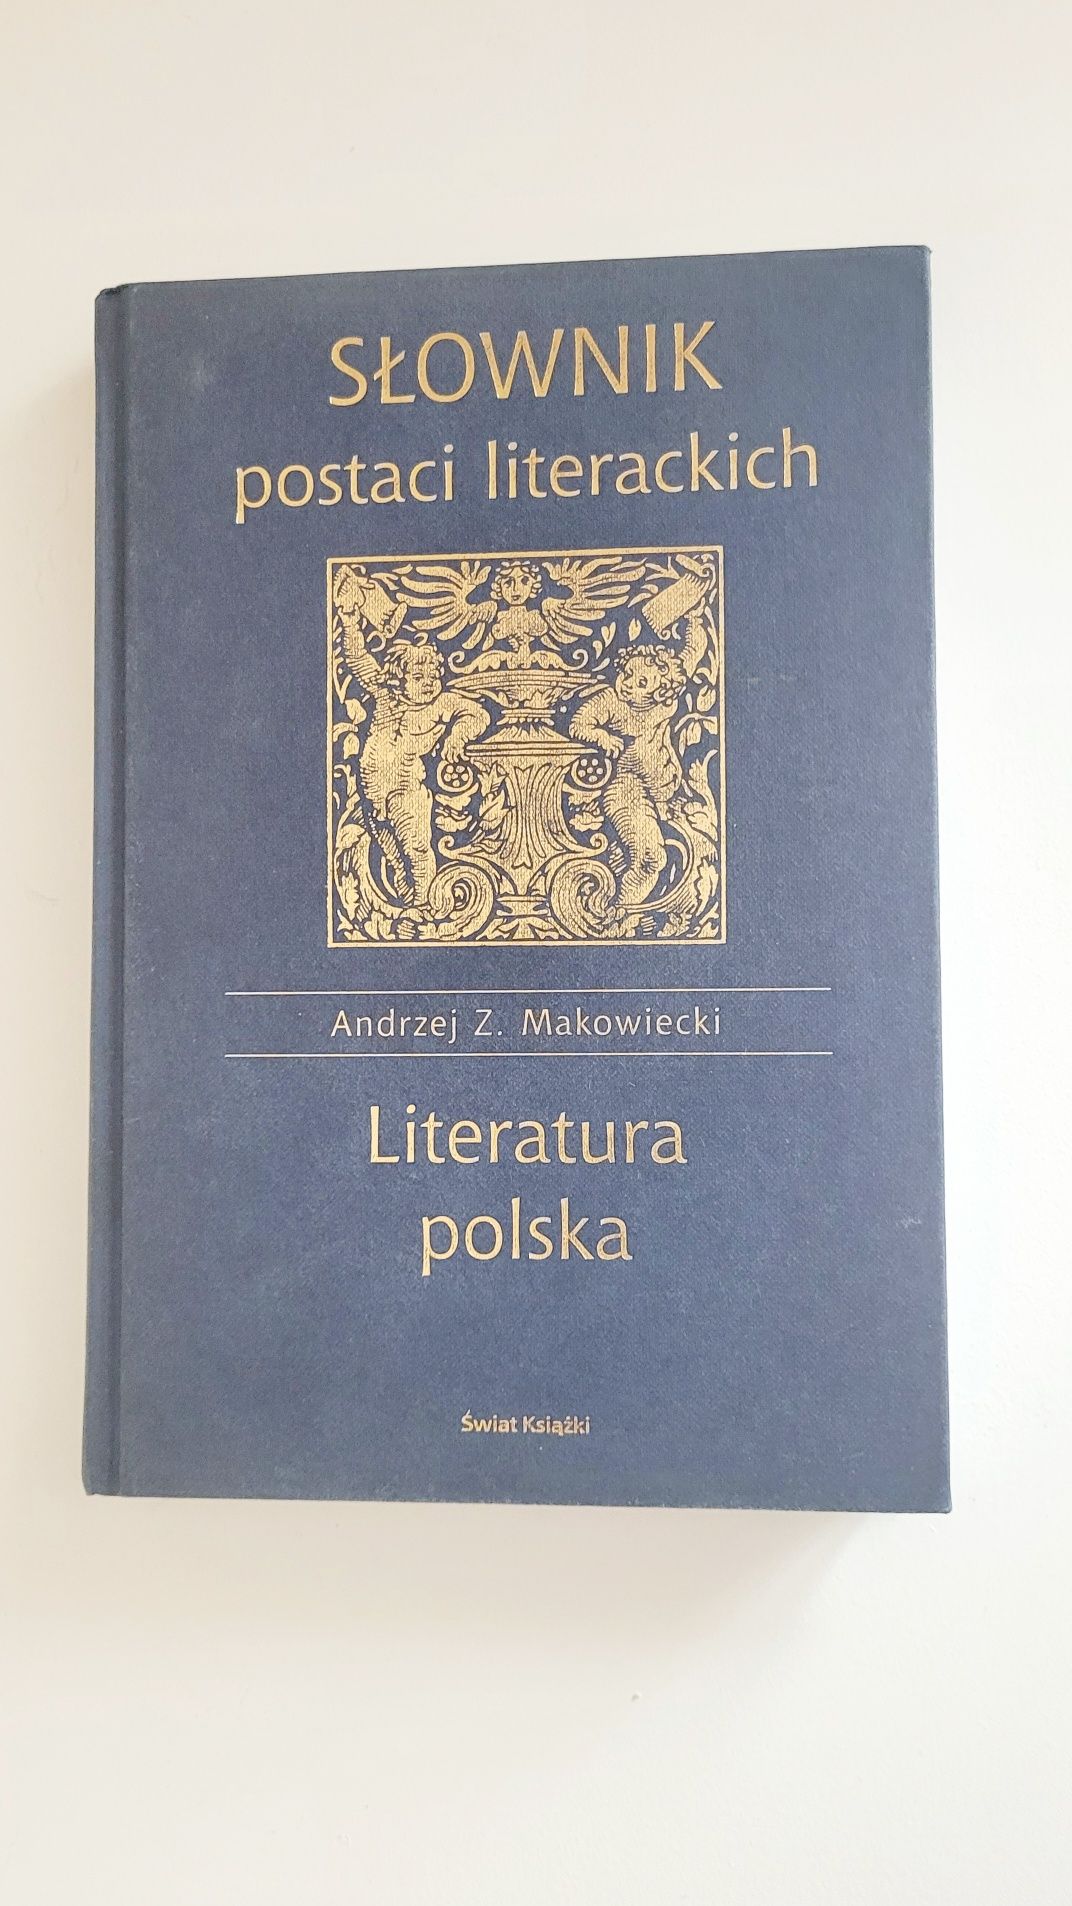 SŁOWNIK
postaci literackich
Andrzej Z. Makowiecki
Literatura
polska
Świat Książki